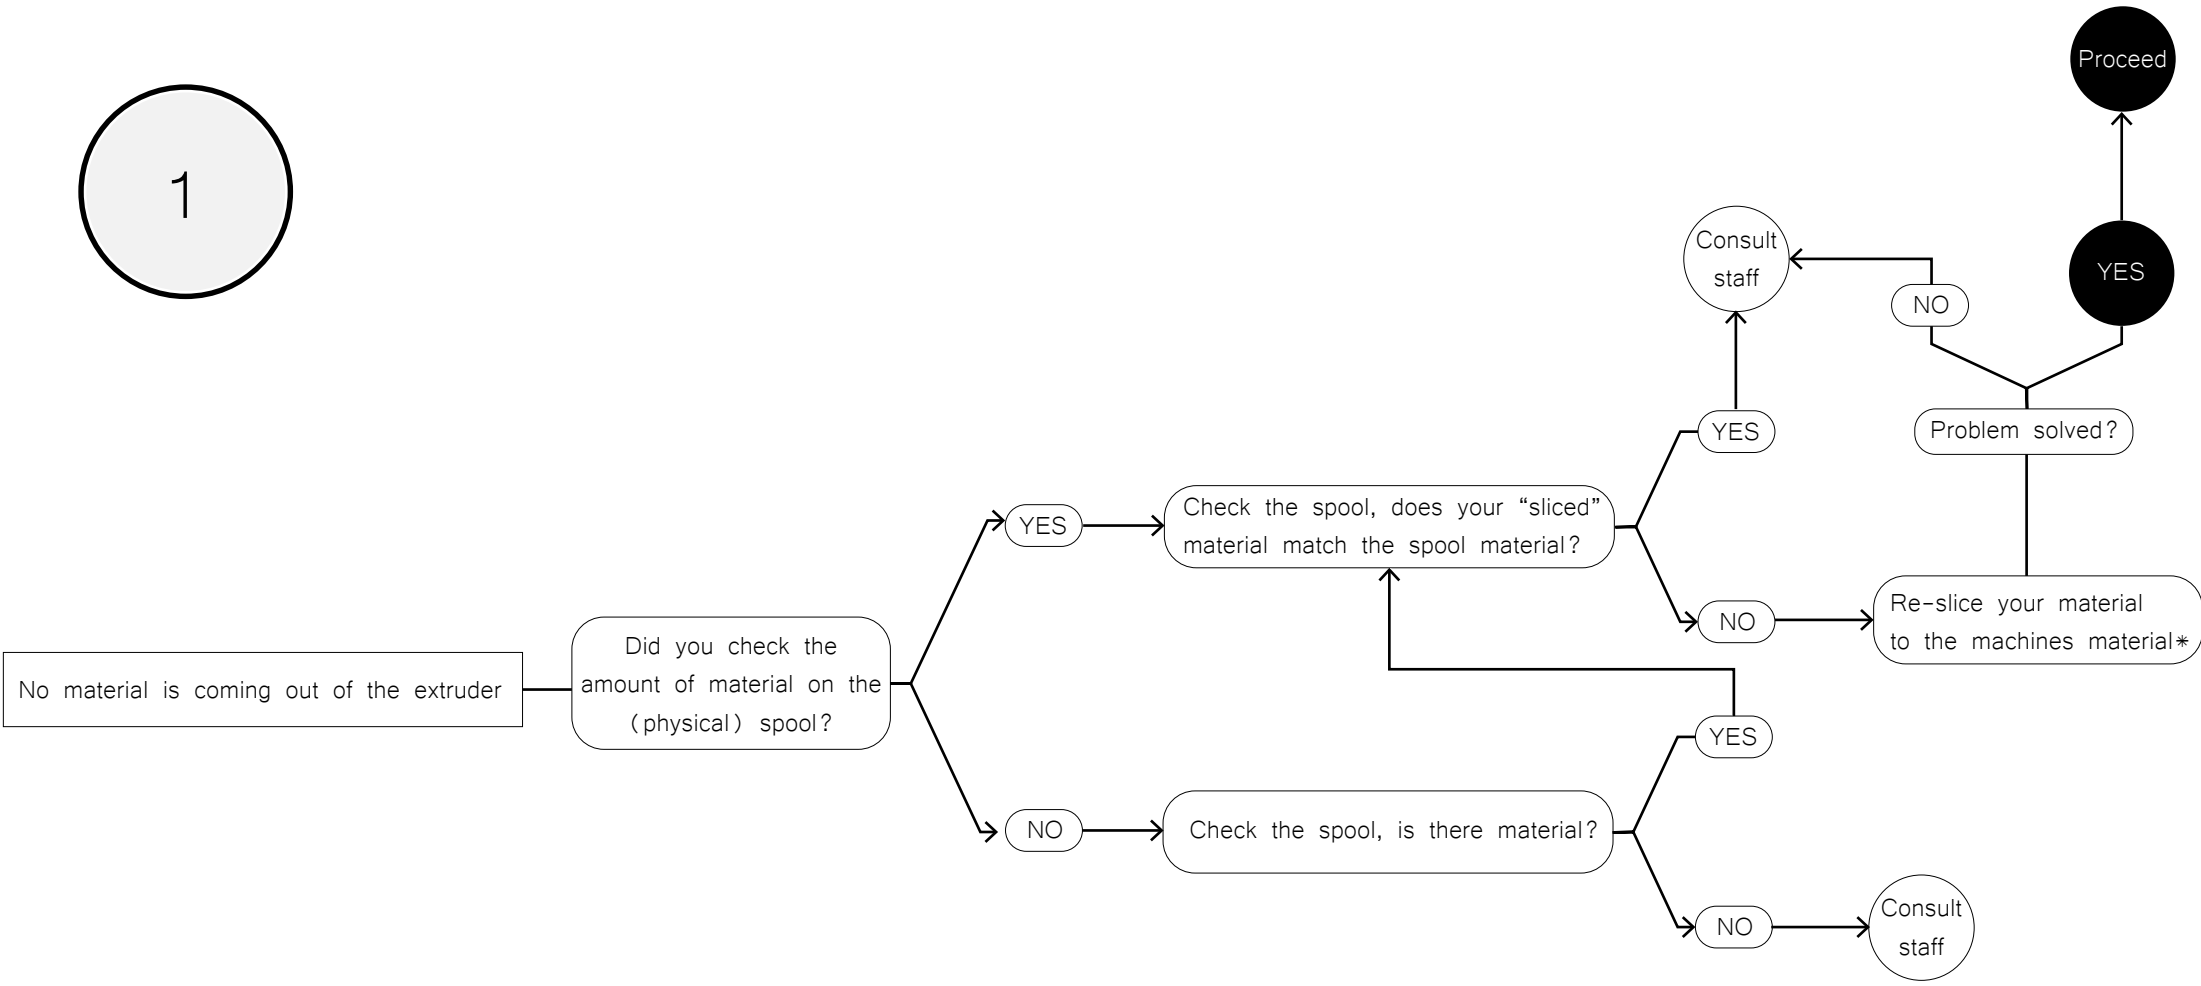 1
Proceed
Consult
staff
NO
YES
YES
Problem solved?
YES
Check the spool, does your “sliced”
material match the spool material?
NO
Re-slice your material
to the machines material*
No material is coming out of the extruder
Did you check the
amount of material on the
(physical) spool?
YES
NO
Check the spool, is there material?
NO
Consult
staff